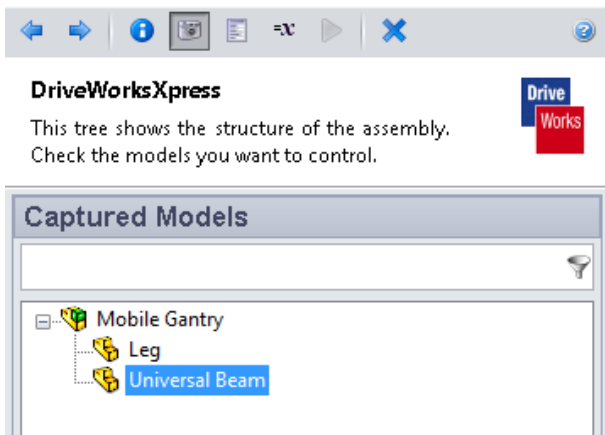 =x
?
DriveWorksXpress
This tree shows the structure of the assembly.
Check the models you want to control.
Drive
Works
Captured Models
Mobile Gantry
Leg
Universal Beam